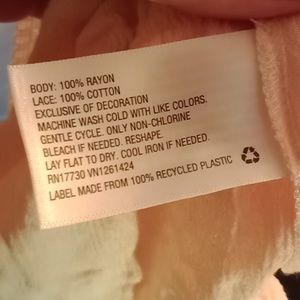 BODY: 100% RAYON
LACE: 100% COTTON
EXCLUSIVE OF DECORATION
MACHINE WASH COLD WITH LIKE COLORS.
GENTLE CYCLE. ONLY NON-CHLORINE
BLEACH IF NEEDED. RESHAPE.
LAY FLAT TO DRY. COOL IRON IF NEEDED.
RN17730 VN1261424
LABEL MADE FROM 100% RECYCLED PLASTIC